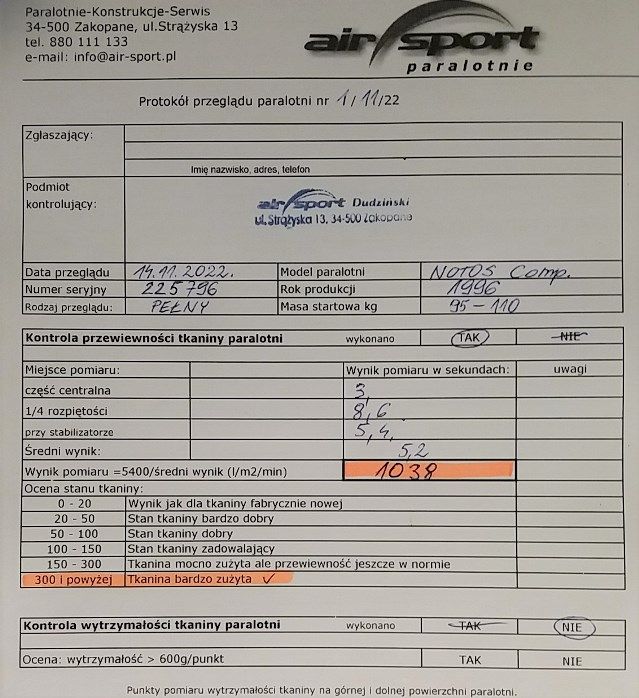 Paralotnie-Konstrukcje-Serwis
34-500 Zakopane, ul.Strążyska 13
tel. 880 111 133
e-mail: info@air-sport.pl
air sport
paralotnie
Protokół przeglądu paralotni nr 1/11/22
Zgłaszający:
Imię nazwisko, adres, telefon
Podmiot kontrolujący:
air sport Dudziński
ul. Strążyska 13, 34-500 Zakopane
Data przeglądu 14.11.2022. Model paralotni NOTOS Comp.
Numer seryjny 225796 Rok produkcji 1996
Rodzaj przeglądu: PEŁNY Masa startowa kg 95-110
Kontrola przewiewności tkaniny paralotni wykonano TAK NIE
Miejsce pomiaru: Wynik pomiaru w sekundach: uwagi
część centralna 3,
1/4 rozpiętości 8,6
przy stabilizatorze 5,4,
Średni wynik: 5,2
Wynik pomiaru =5400/średni wynik (l/m2/min) 1038
Ocena stanu tkaniny:
0 - 20 Wynik jak dla tkaniny fabrycznie nowej
20 - 50 Stan tkaniny bardzo dobry
50 - 100 Stan tkaniny dobry
100 - 150 Stan tkaniny zadowalający
150 - 300 Tkanina mocno zużyta ale przewiewność jeszcze w normie
300 i powyżej Tkanina bardzo zużyta ✓
Kontrola wytrzymałości tkaniny paralotni wykonano TAK NIE
Ocena: wytrzymałość > 600g/punkt TAK NIE
Punkty pomiaru wytrzymałości tkaniny na górnej i dolnej powierzchni paralotni.